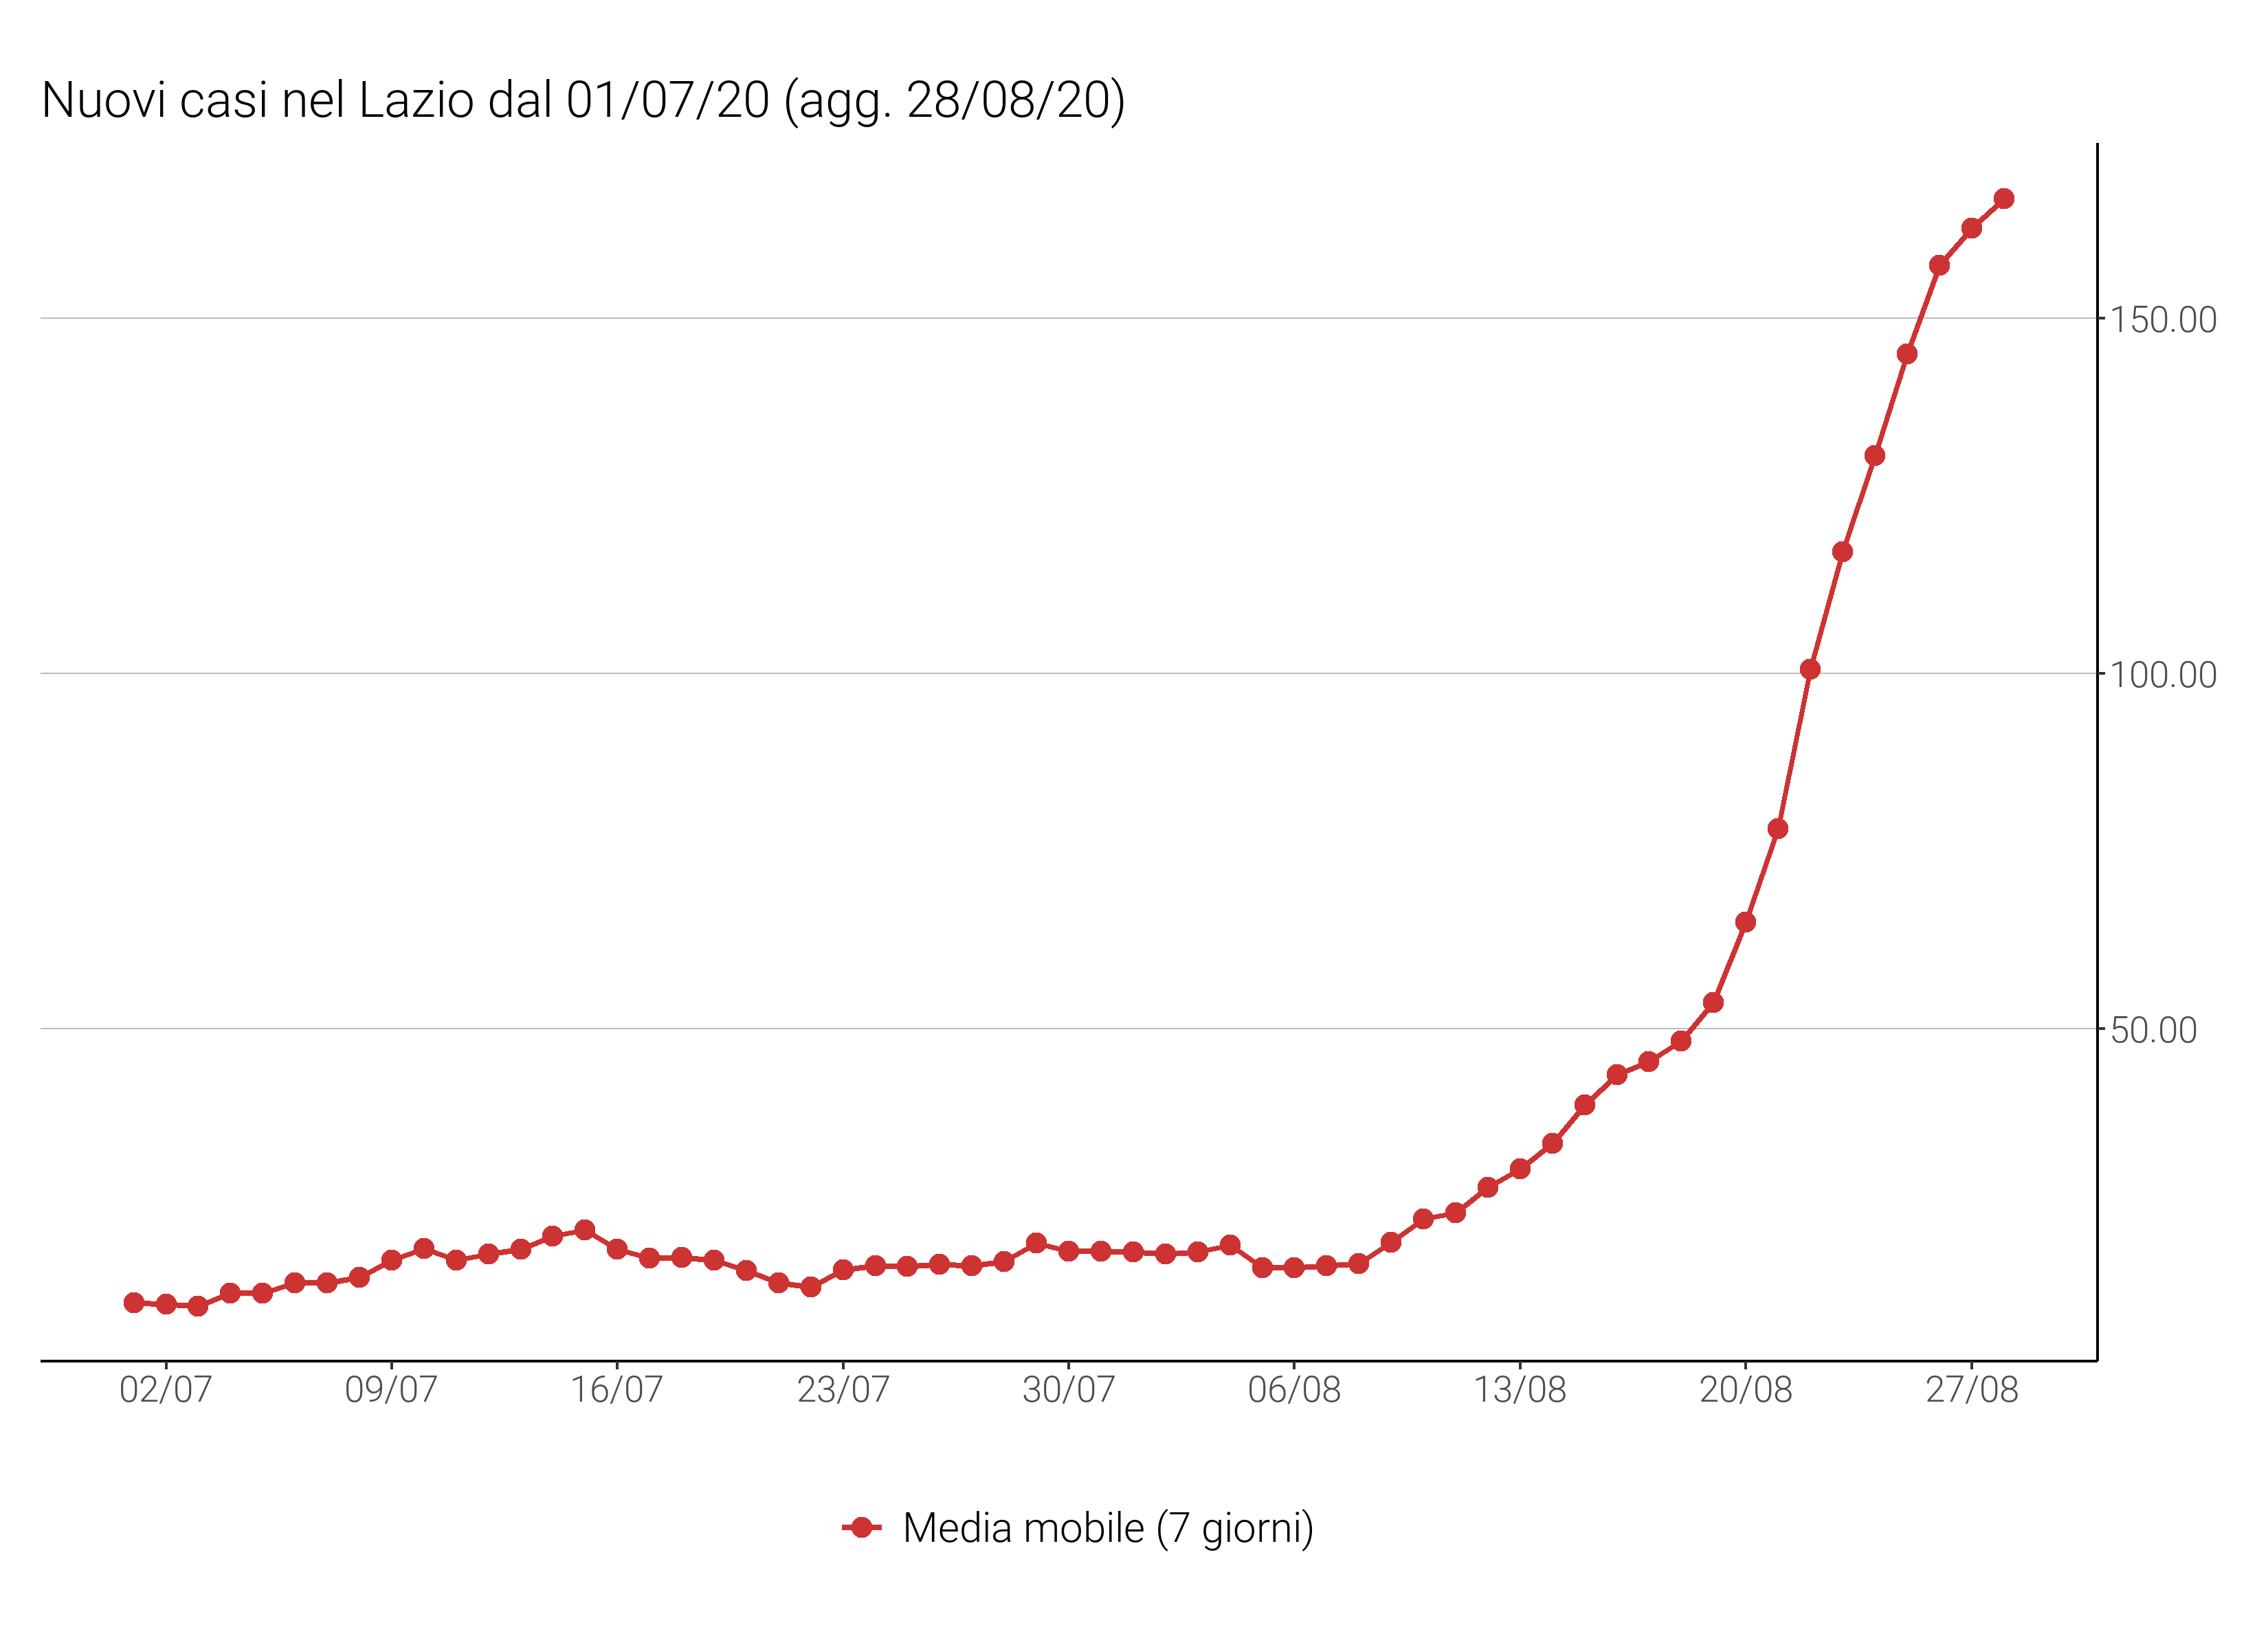 Nuovi casi nel Lazio dal 01/07/20 (agg. 28/08/20)
150.00
100.00
50.00
02/07 09/07 16/07 23/07 30/07 06/08 13/08 20/08 27/08
Media mobile (7 giorni)